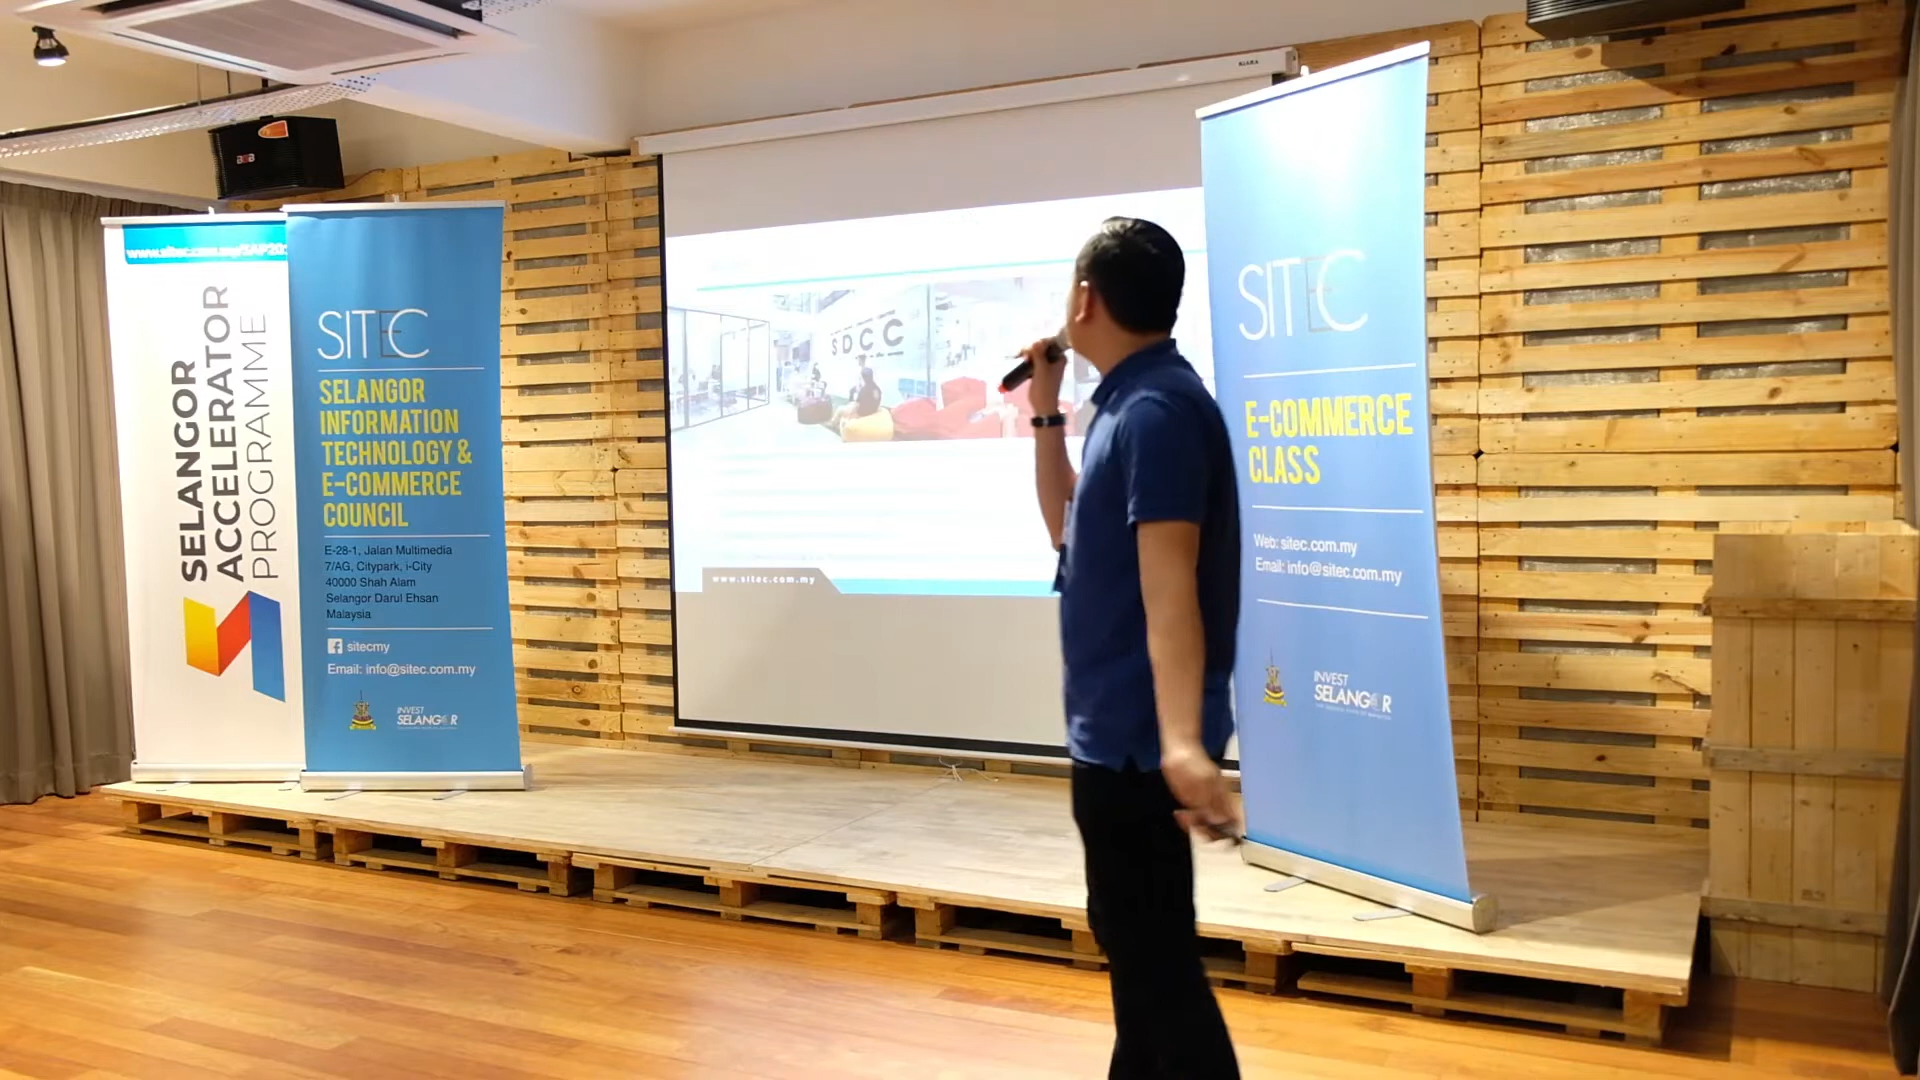 www.sitec.com.my/SAP20
SELANGOR
ACCELERATOR
PROGRAMME
SITEC
SELANGOR
INFORMATION
TECHNOLOGY &
E-COMMERCE
COUNCIL
E-28-1, Jalan Multimedia
7/AG, Citypark, i-City
40000 Shah Alam
Selangor Darul Ehsan
Malaysia
sitecmy
Email: info@sitec.com.my
INVEST
SELANGOR
SDCC
www.sitec.com.my
KIARA
SITEC
E-COMMERCE
CLASS
Web: sitec.com.my
Email: info@sitec.com.my
INVEST
SELANGOR